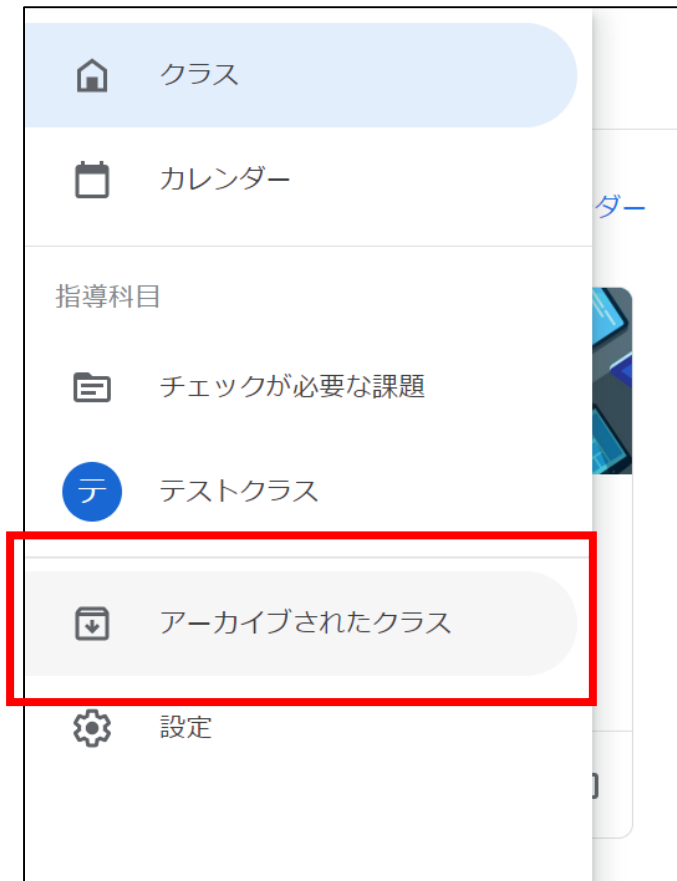 クラス
カレンダー
ダー
指導科目
チェックが必要な課題
テ
テストクラス
アーカイブされたクラス
設定